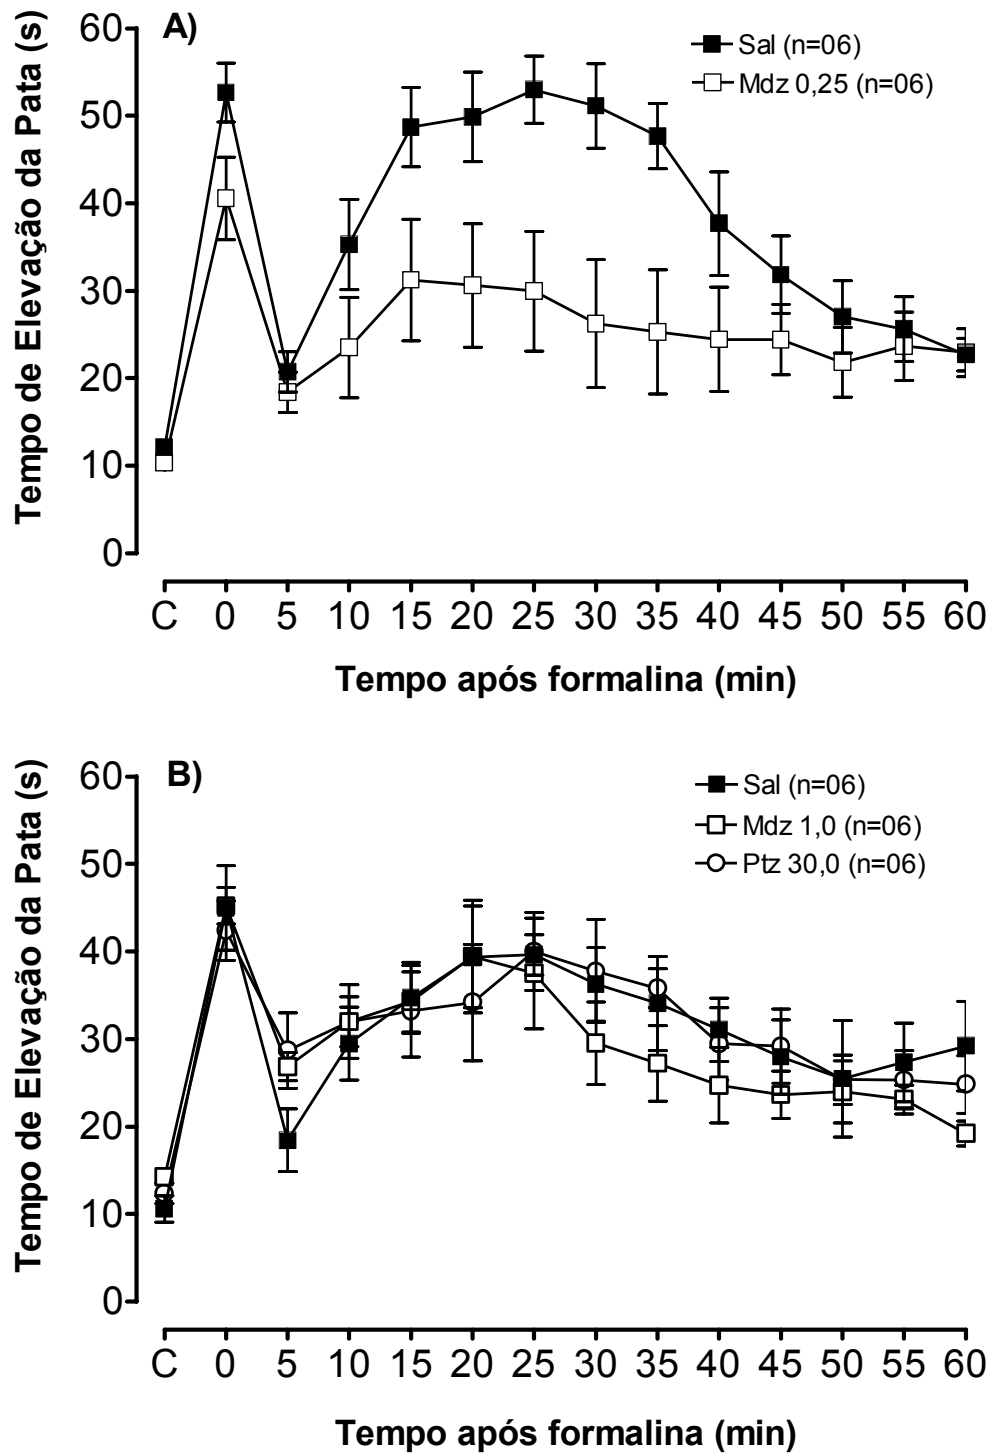 A)
Sal (n=06)
Mdz 0,25 (n=06)
Tempo de Elevação da Pata (s)
60
50
40
30
20
10
0
C 0 5 10 15 20 25 30 35 40 45 50 55 60
Tempo após formalina (min)
B)
Sal (n=06)
Mdz 1,0 (n=06)
Ptz 30,0 (n=06)
Tempo de Elevação da Pata (s)
60
50
40
30
20
10
0
C 0 5 10 15 20 25 30 35 40 45 50 55 60
Tempo após formalina (min)